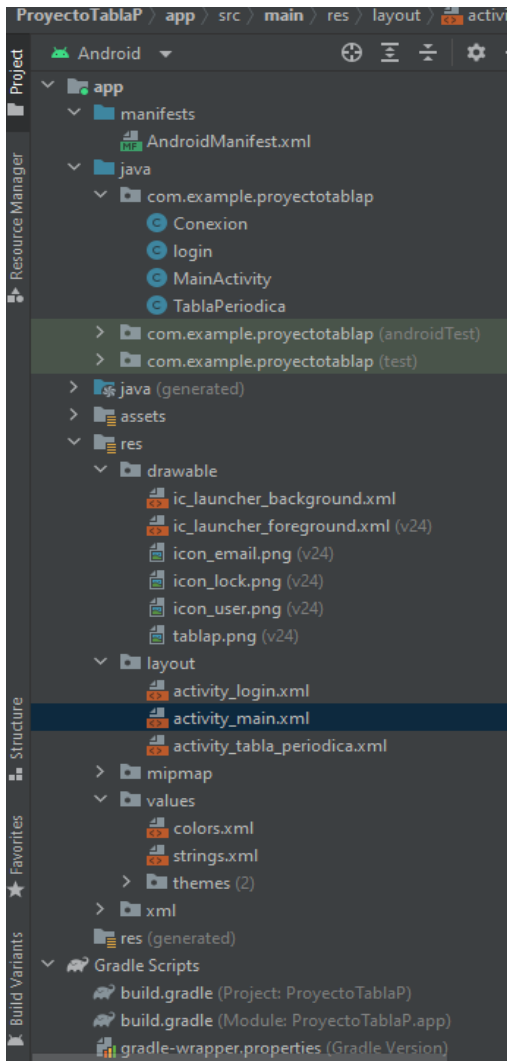 ProyectoTablaP 〉 app 〉 src 〉 main 〉 res 〉 layout 〉 activi
Project
Resource Manager
Structure
Favorites
Build Variants
Android
app
manifests
MF AndroidManifest.xml
java
com.example.proyectotablap
C Conexion
C login
C MainActivity
C TablaPeriodica
com.example.proyectotablap (androidTest)
com.example.proyectotablap (test)
java (generated)
assets
res
drawable
ic_launcher_background.xml
ic_launcher_foreground.xml (v24)
icon_email.png (v24)
icon_lock.png (v24)
icon_user.png (v24)
tablap.png (v24)
layout
activity_login.xml
activity_main.xml
activity_tabla_periodica.xml
mipmap
values
colors.xml
strings.xml
themes (2)
xml
res (generated)
Gradle Scripts
build.gradle (Project: ProyectoTablaP)
build.gradle (Module: ProyectoTablaP.app)
gradle-wrapper.properties (Gradle Version)